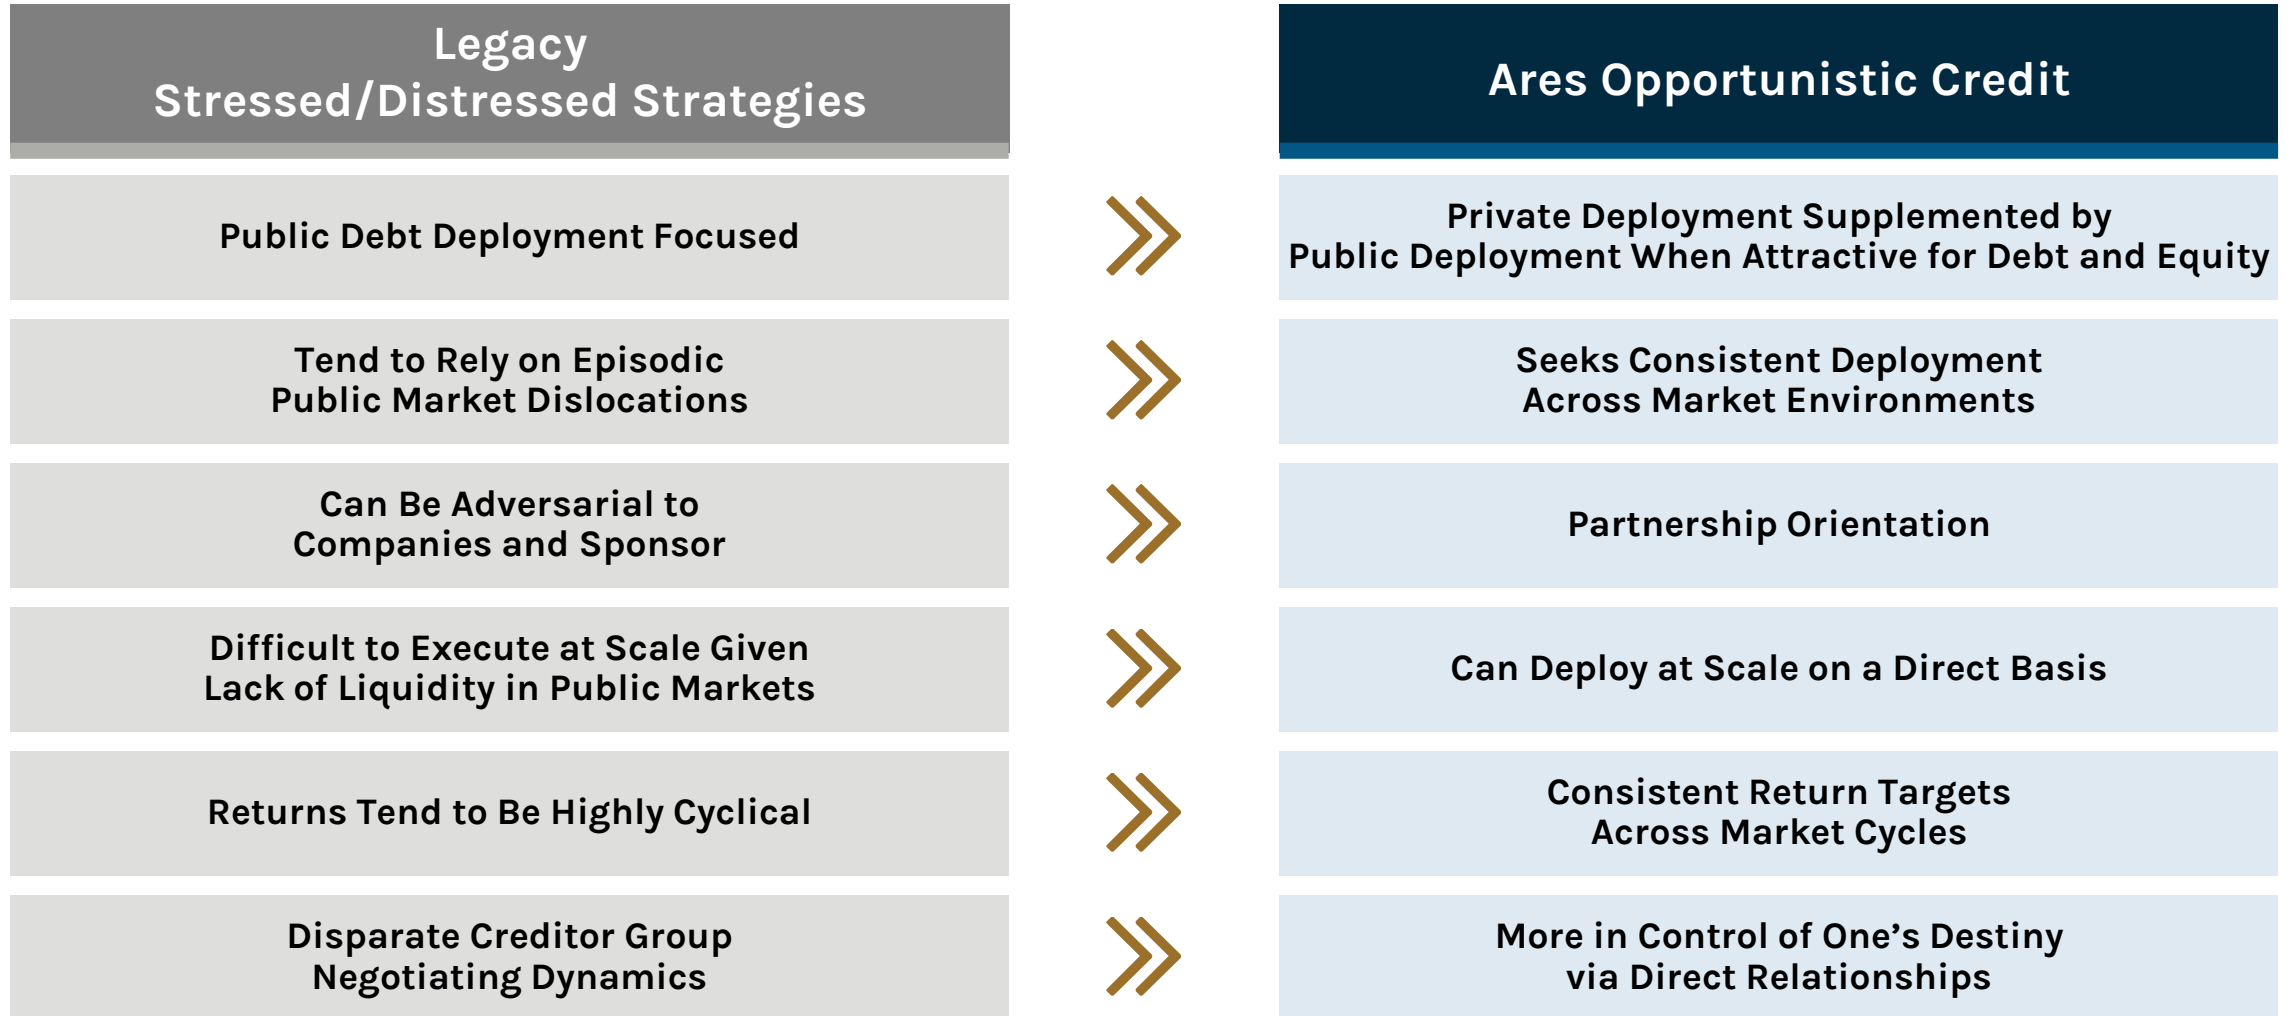 Legacy
Stressed/Distressed Strategies
Ares Opportunistic Credit
Public Debt Deployment Focused
Private Deployment Supplemented by
Public Deployment When Attractive for Debt and Equity
Tend to Rely on Episodic
Public Market Dislocations
Seeks Consistent Deployment
Across Market Environments
Can Be Adversarial to
Companies and Sponsor
Partnership Orientation
Difficult to Execute at Scale Given
Lack of Liquidity in Public Markets
Can Deploy at Scale on a Direct Basis
Returns Tend to Be Highly Cyclical
Consistent Return Targets
Across Market Cycles
Disparate Creditor Group
Negotiating Dynamics
More in Control of One’s Destiny
via Direct Relationships